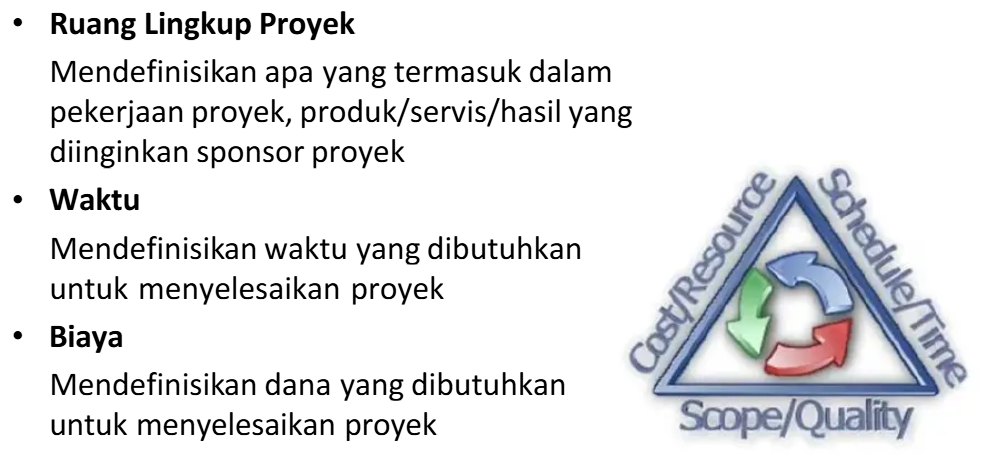 • Ruang Lingkup Proyek
Mendefinisikan apa yang termasuk dalam
pekerjaan proyek, produk/servis/hasil yang
diinginkan sponsor proyek
• Waktu
Mendefinisikan waktu yang dibutuhkan
untuk menyelesaikan proyek
• Biaya
Mendefinisikan dana yang dibutuhkan
untuk menyelesaikan proyek
Cost/Resource
Schedule/Time
Scope/Quality